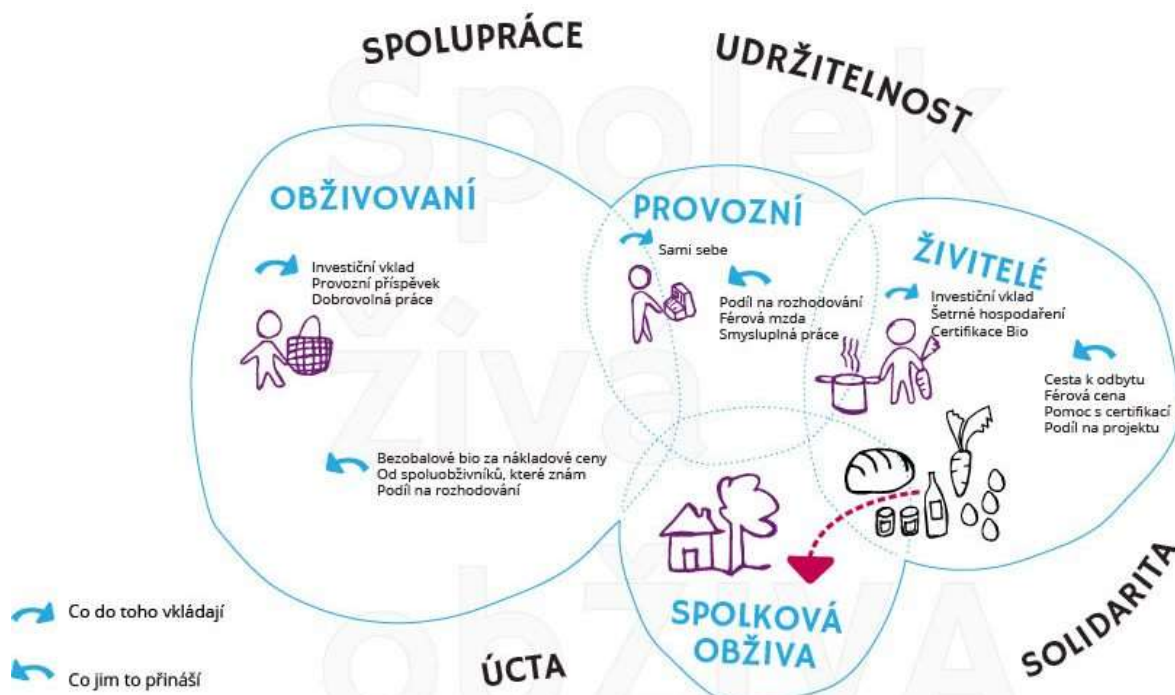 SPOLUPRÁCE
UDRŽITELNOST
Spolek
živa
obŽIVA
OBŽIVOVANÍ
Investiční vklad
Provozní příspěvek
Dobrovolná práce
Bezobalové bio za nákladové ceny
Od spoluobživníků, které znám
Podíl na rozhodování
PROVOZNÍ
Sami sebe
Podíl na rozhodování
Férová mzda
Smysluplná práce
ŽIVITELÉ
Investiční vklad
Šetrné hospodaření
Certifikace Bio
Cesta k odbytu
Férová cena
Pomoc s certifikací
Podíl na projektu
SPOLKOVÁ
OBŽIVA
Co do toho vkládají
Co jim to přináší
ÚCTA
SOLIDARITA